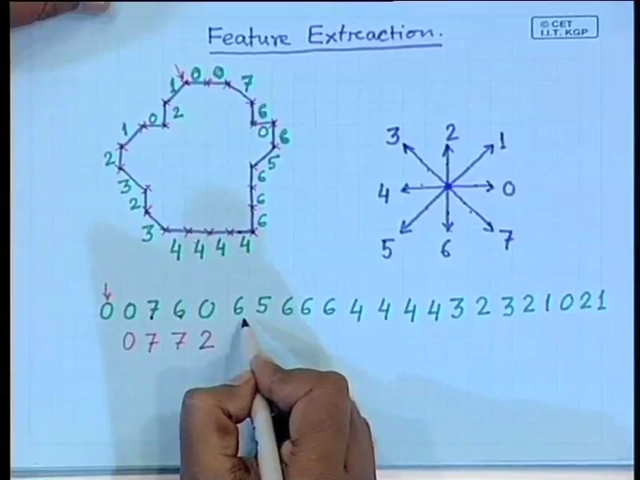 Feature Extraction.
© CET
I.I.T. KGP
1 0 0 7
2 6
1 0 0 6
2 5
3 6
2 6
3 4 4 4 4 6
3 2 1
4 0
5 6 7
0 0 7 6 0 6 5 6 6 6 4 4 4 4 3 2 3 2 1 0 2 1
0 7 7 2